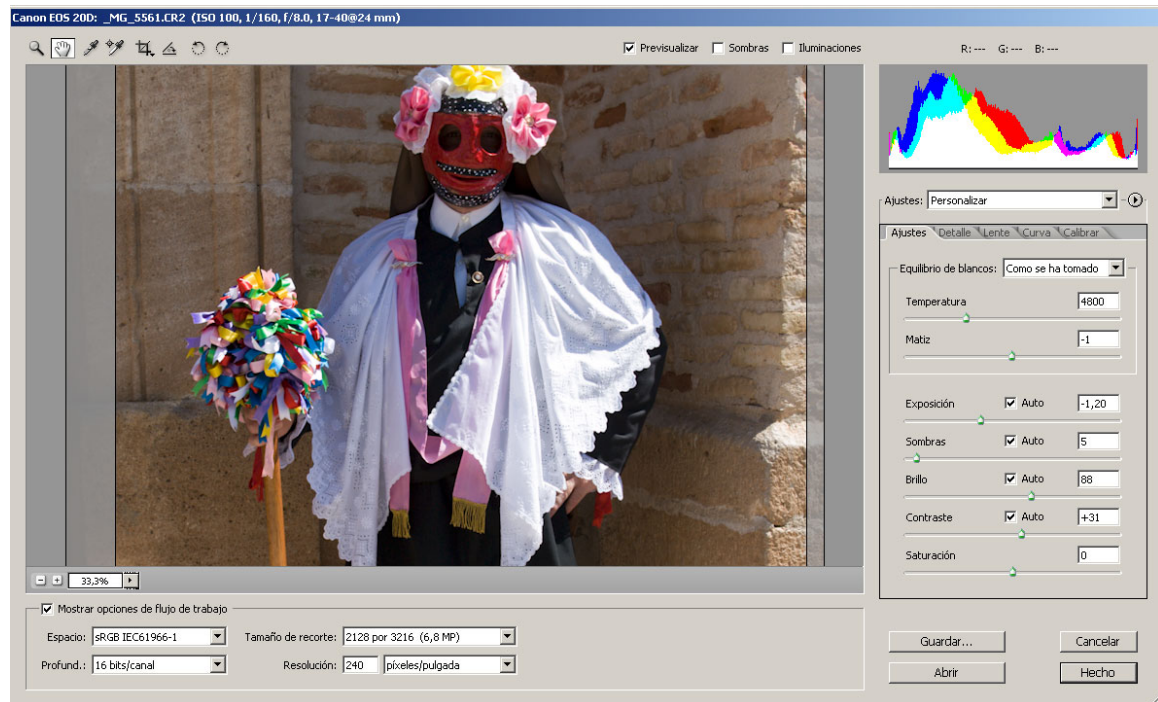 Canon EOS 20D: _MG_5561.CR2 (ISO 100, 1/160, f/8.0, 17-40@24 mm)
Previsualizar Sombras Iluminaciones R: --- G: --- B: ---
Ajustes: Personalizar
Ajustes Detalle Lente Curva Calibrar
Equilibrio de blancos: Como se ha tomado
Temperatura 4800
Matiz -1
Exposición Auto -1,20
Sombras Auto 5
Brillo Auto 88
Contraste Auto +31
Saturación 0
33,3%
Mostrar opciones de flujo de trabajo
Espacio: sRGB IEC61966-1 Tamaño de recorte: 2128 por 3216 (6,8 MP)
Profund.: 16 bits/canal Resolución: 240 píxeles/pulgada
Guardar... Cancelar
Abrir Hecho